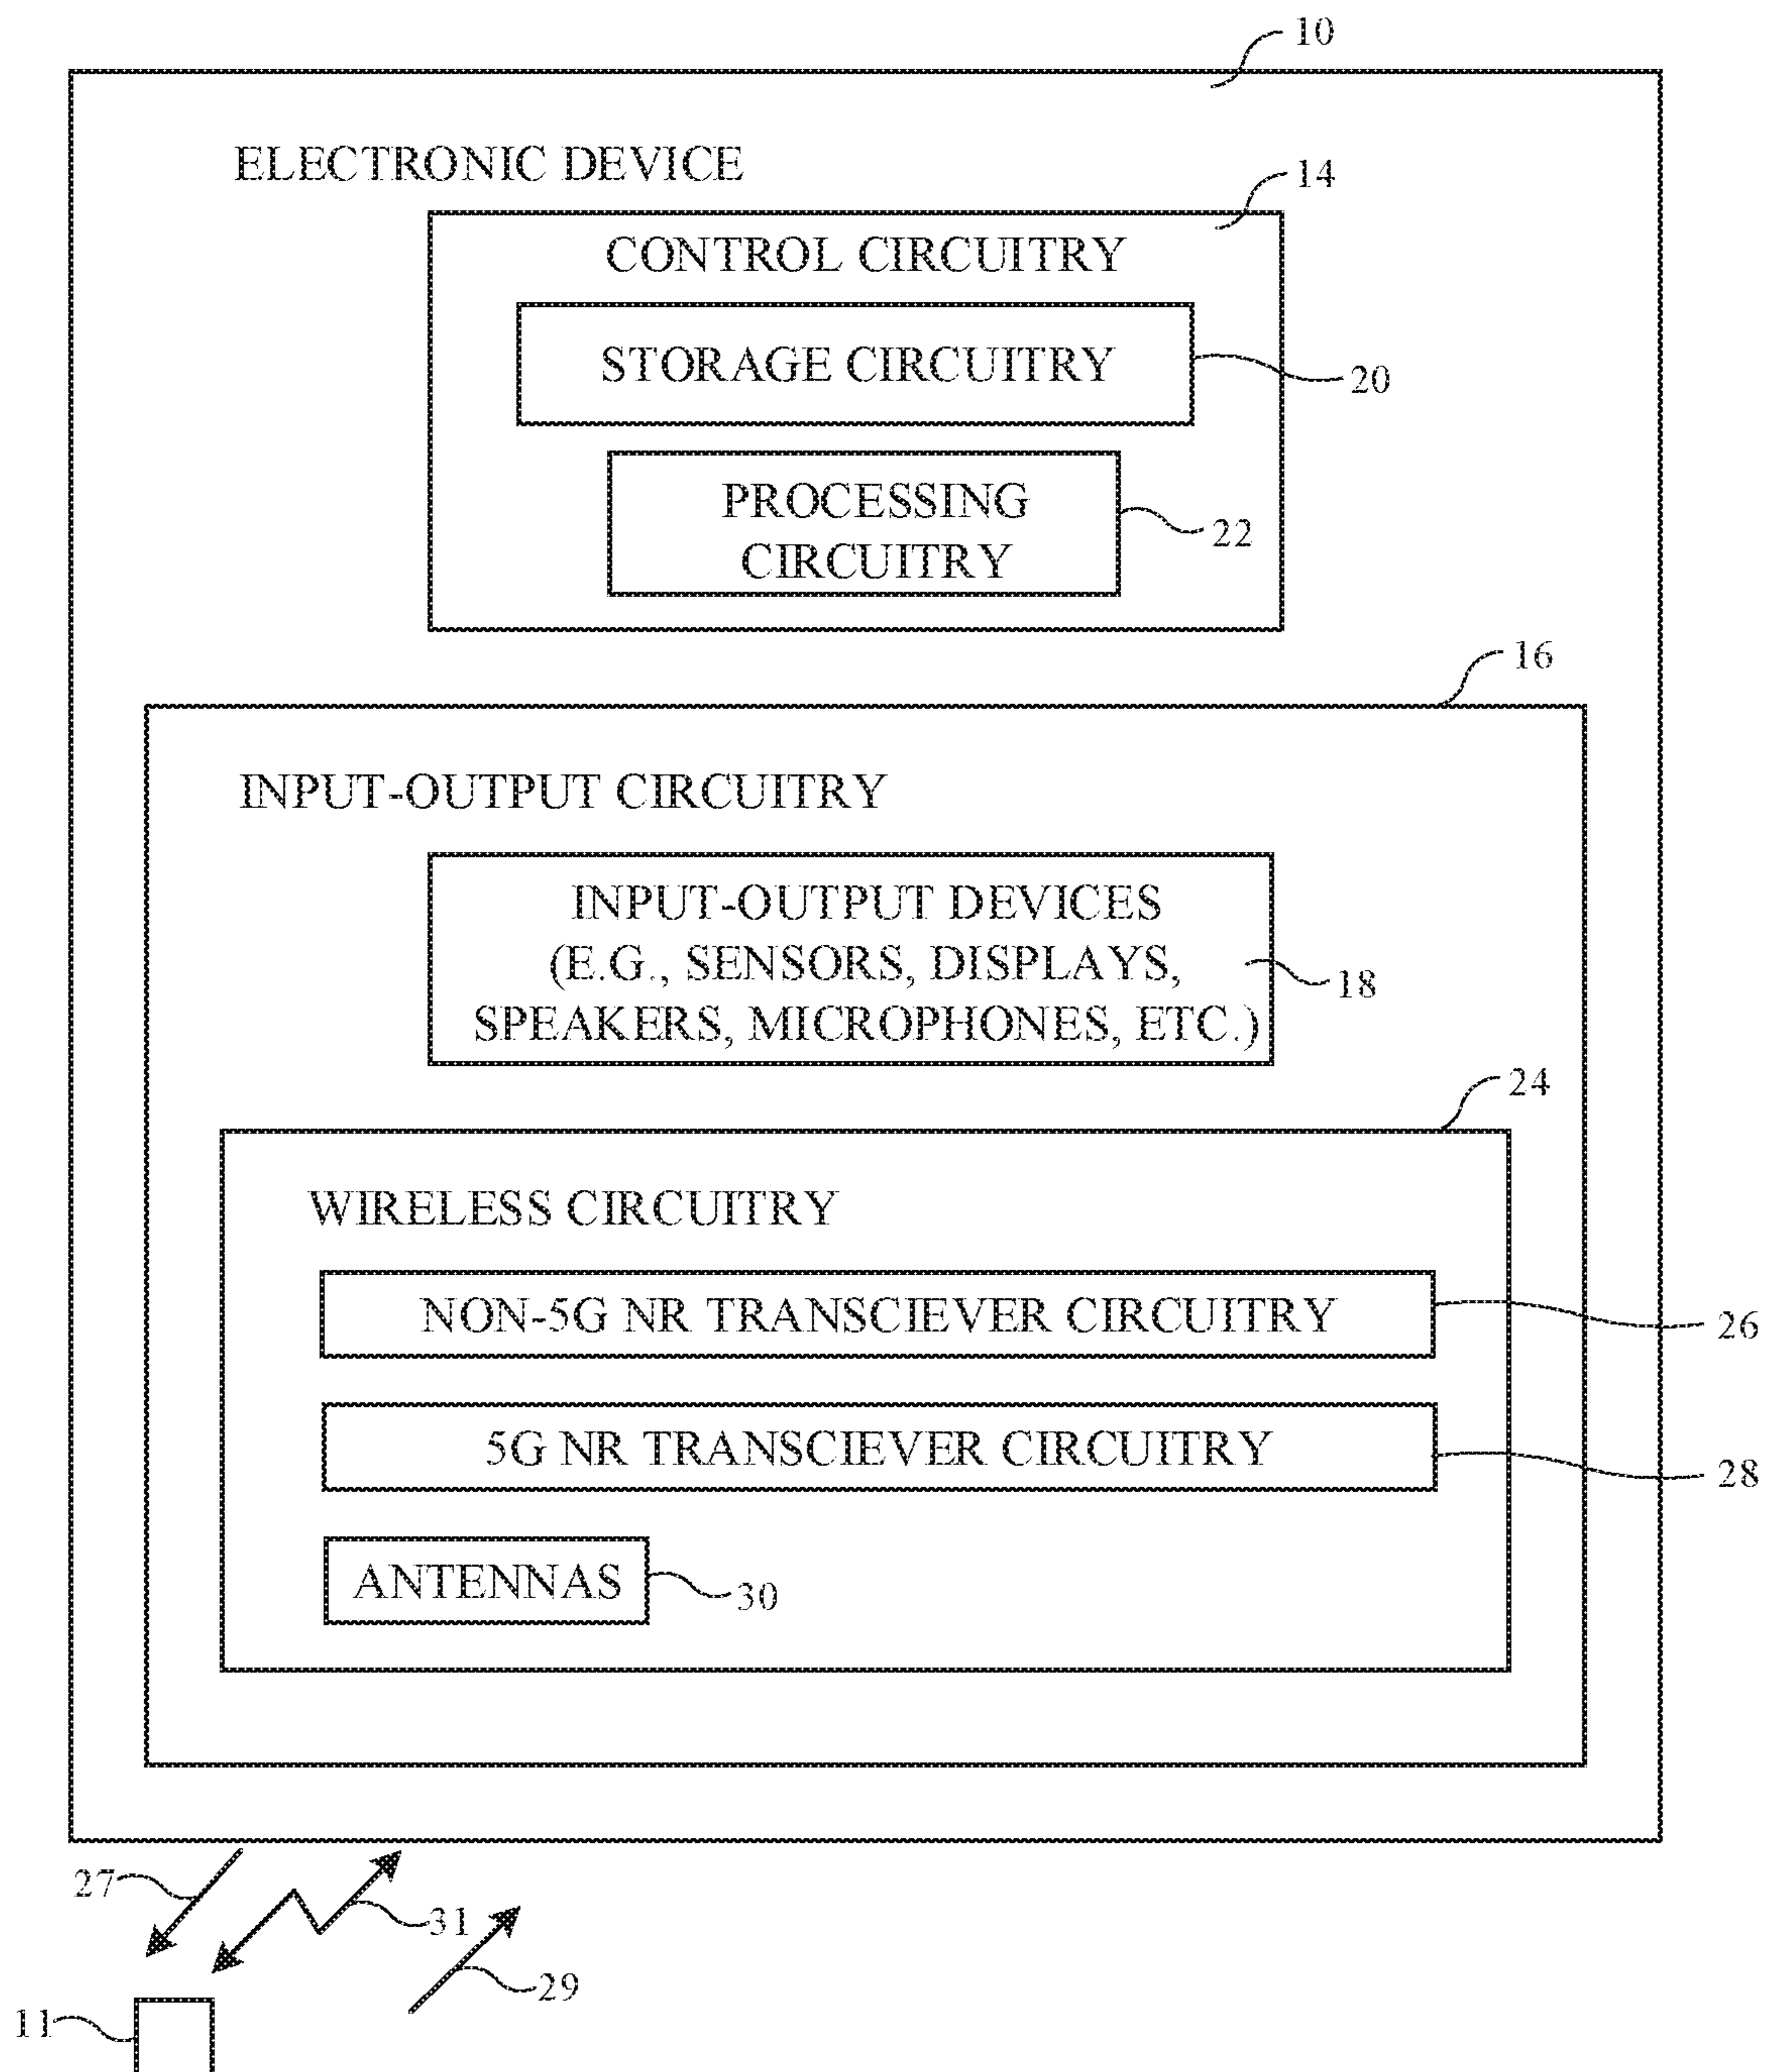 10
ELECTRONIC DEVICE
14
CONTROL CIRCUITRY
STORAGE CIRCUITRY
20
PROCESSING
CIRCUITRY
22
16
INPUT-OUTPUT CIRCUITRY
INPUT-OUTPUT DEVICES
(E.G., SENSORS, DISPLAYS,
SPEAKERS, MICROPHONES, ETC.)
18
24
WIRELESS CIRCUITRY
NON-5G NR TRANSCIEVER CIRCUITRY
26
5G NR TRANSCIEVER CIRCUITRY
28
ANTENNAS
30
27
31
29
11